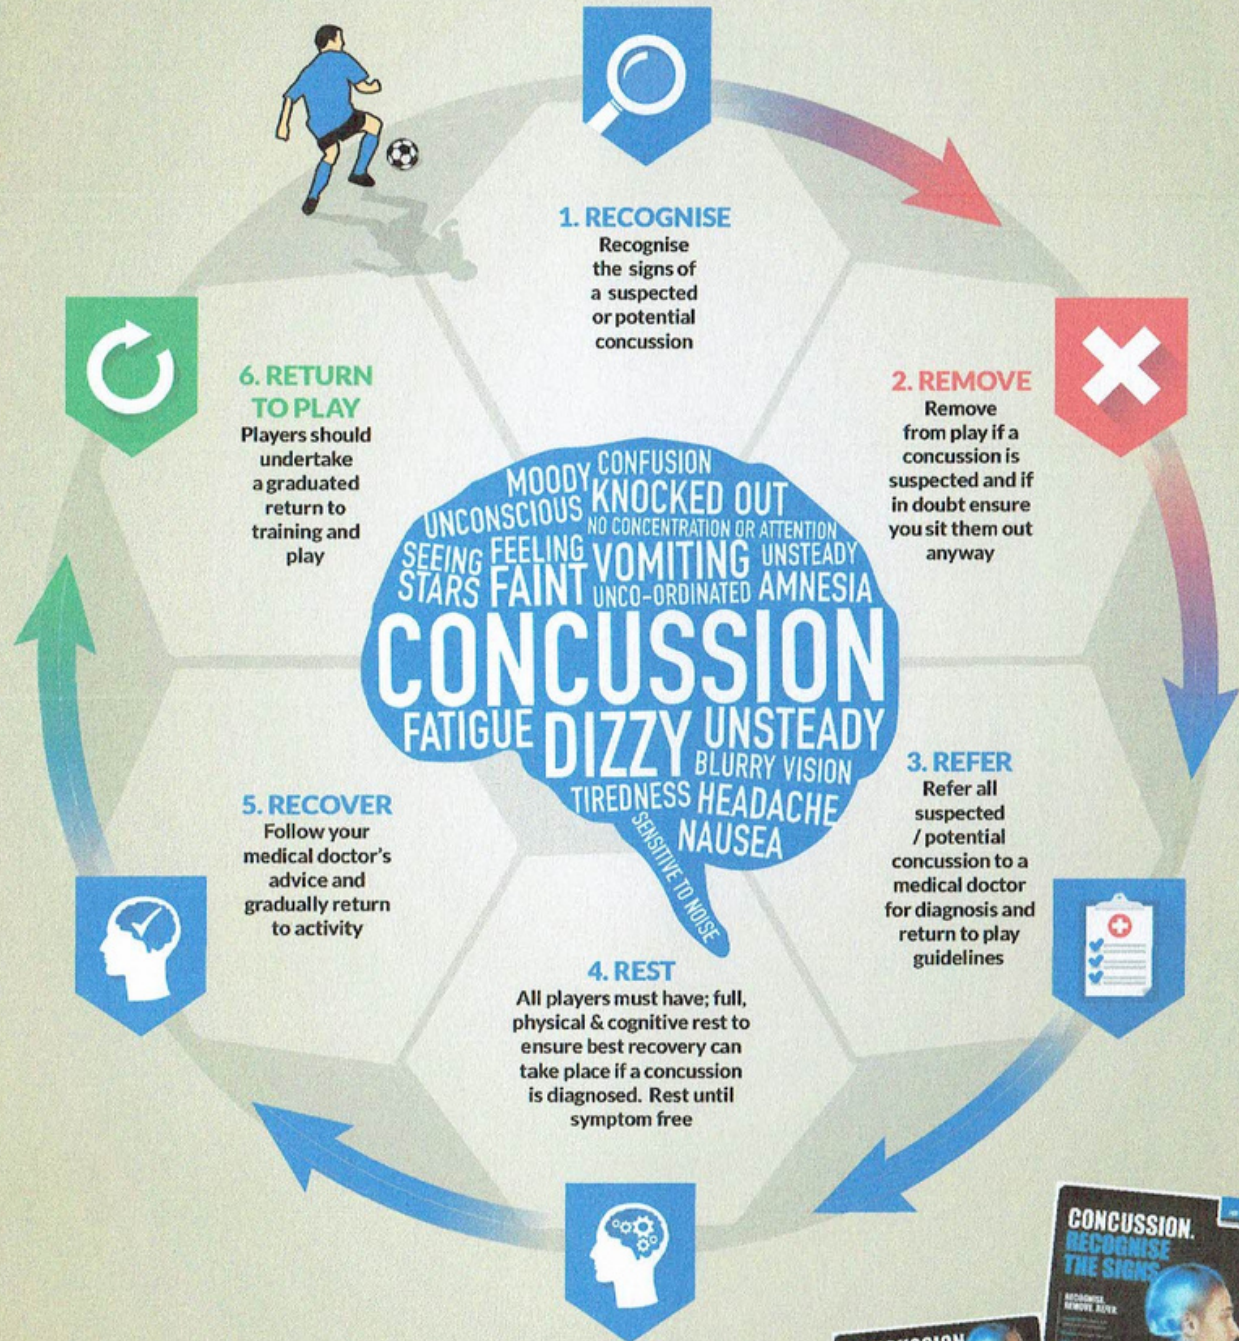 1. RECOGNISE
Recognise
the signs of
a suspected
or potential
concussion
2. REMOVE
Remove
from play if a
concussion is
suspected and if
in doubt ensure
you sit them out
anyway
3. REFER
Refer all
suspected
/ potential
concussion to a
medical doctor
for diagnosis and
return to play
guidelines
4. REST
All players must have; full,
physical & cognitive rest to
ensure best recovery can
take place if a concussion
is diagnosed. Rest until
symptom free
5. RECOVER
Follow your
medical doctor's
advice and
gradually return
to activity
6. RETURN
TO PLAY
Players should
undertake
a graduated
return to
training and
play
MOODY CONFUSION
UNCONSCIOUS KNOCKED OUT
NO CONCENTRATION OR ATTENTION
SEEING STARS
FEELING FAINT
VOMITING UNSTEADY
UNCO-ORDINATED AMNESIA
CONCUSSION
FATIGUE DIZZY UNSTEADY
BLURRY VISION
TIREDNESS HEADACHE
NAUSEA
SENSITIVE TO NOISE
CONCUSSION.
RECOGNISE
THE SIGNS
RECOGNISE.
REMOVE. REFER.